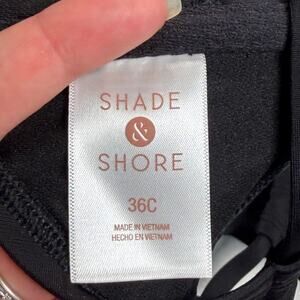 SHADE
&
SHORE
36C
MADE IN VIETNAM
HECHO EN VIETNAM